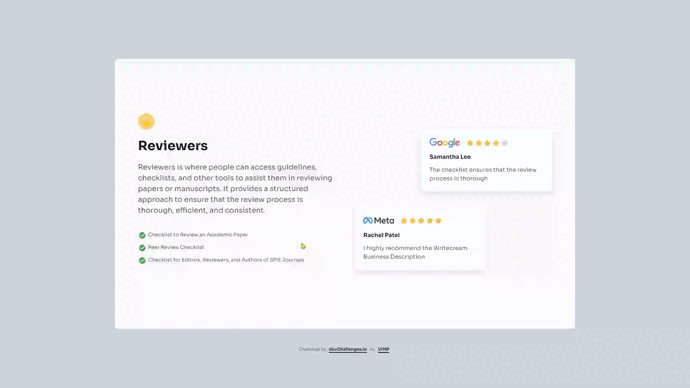 Reviewers
Reviewers is where people can access guidelines,
checklists, and other tools to assist them in reviewing
papers or manuscripts. It provides a structured
approach to ensure that the review process is
thorough, efficient, and consistent.
Checklist to Review an Academic Paper
Peer Review Checklist
Checklist for Editors, Reviewers, and Authors of SPIE Journals
Google
Samantha Lee
The checklist ensures that the review
process is thorough
Meta
Rachel Patel
I highly recommend the Writecream
Business Description
Challenge by devChallenges.io by VIMP